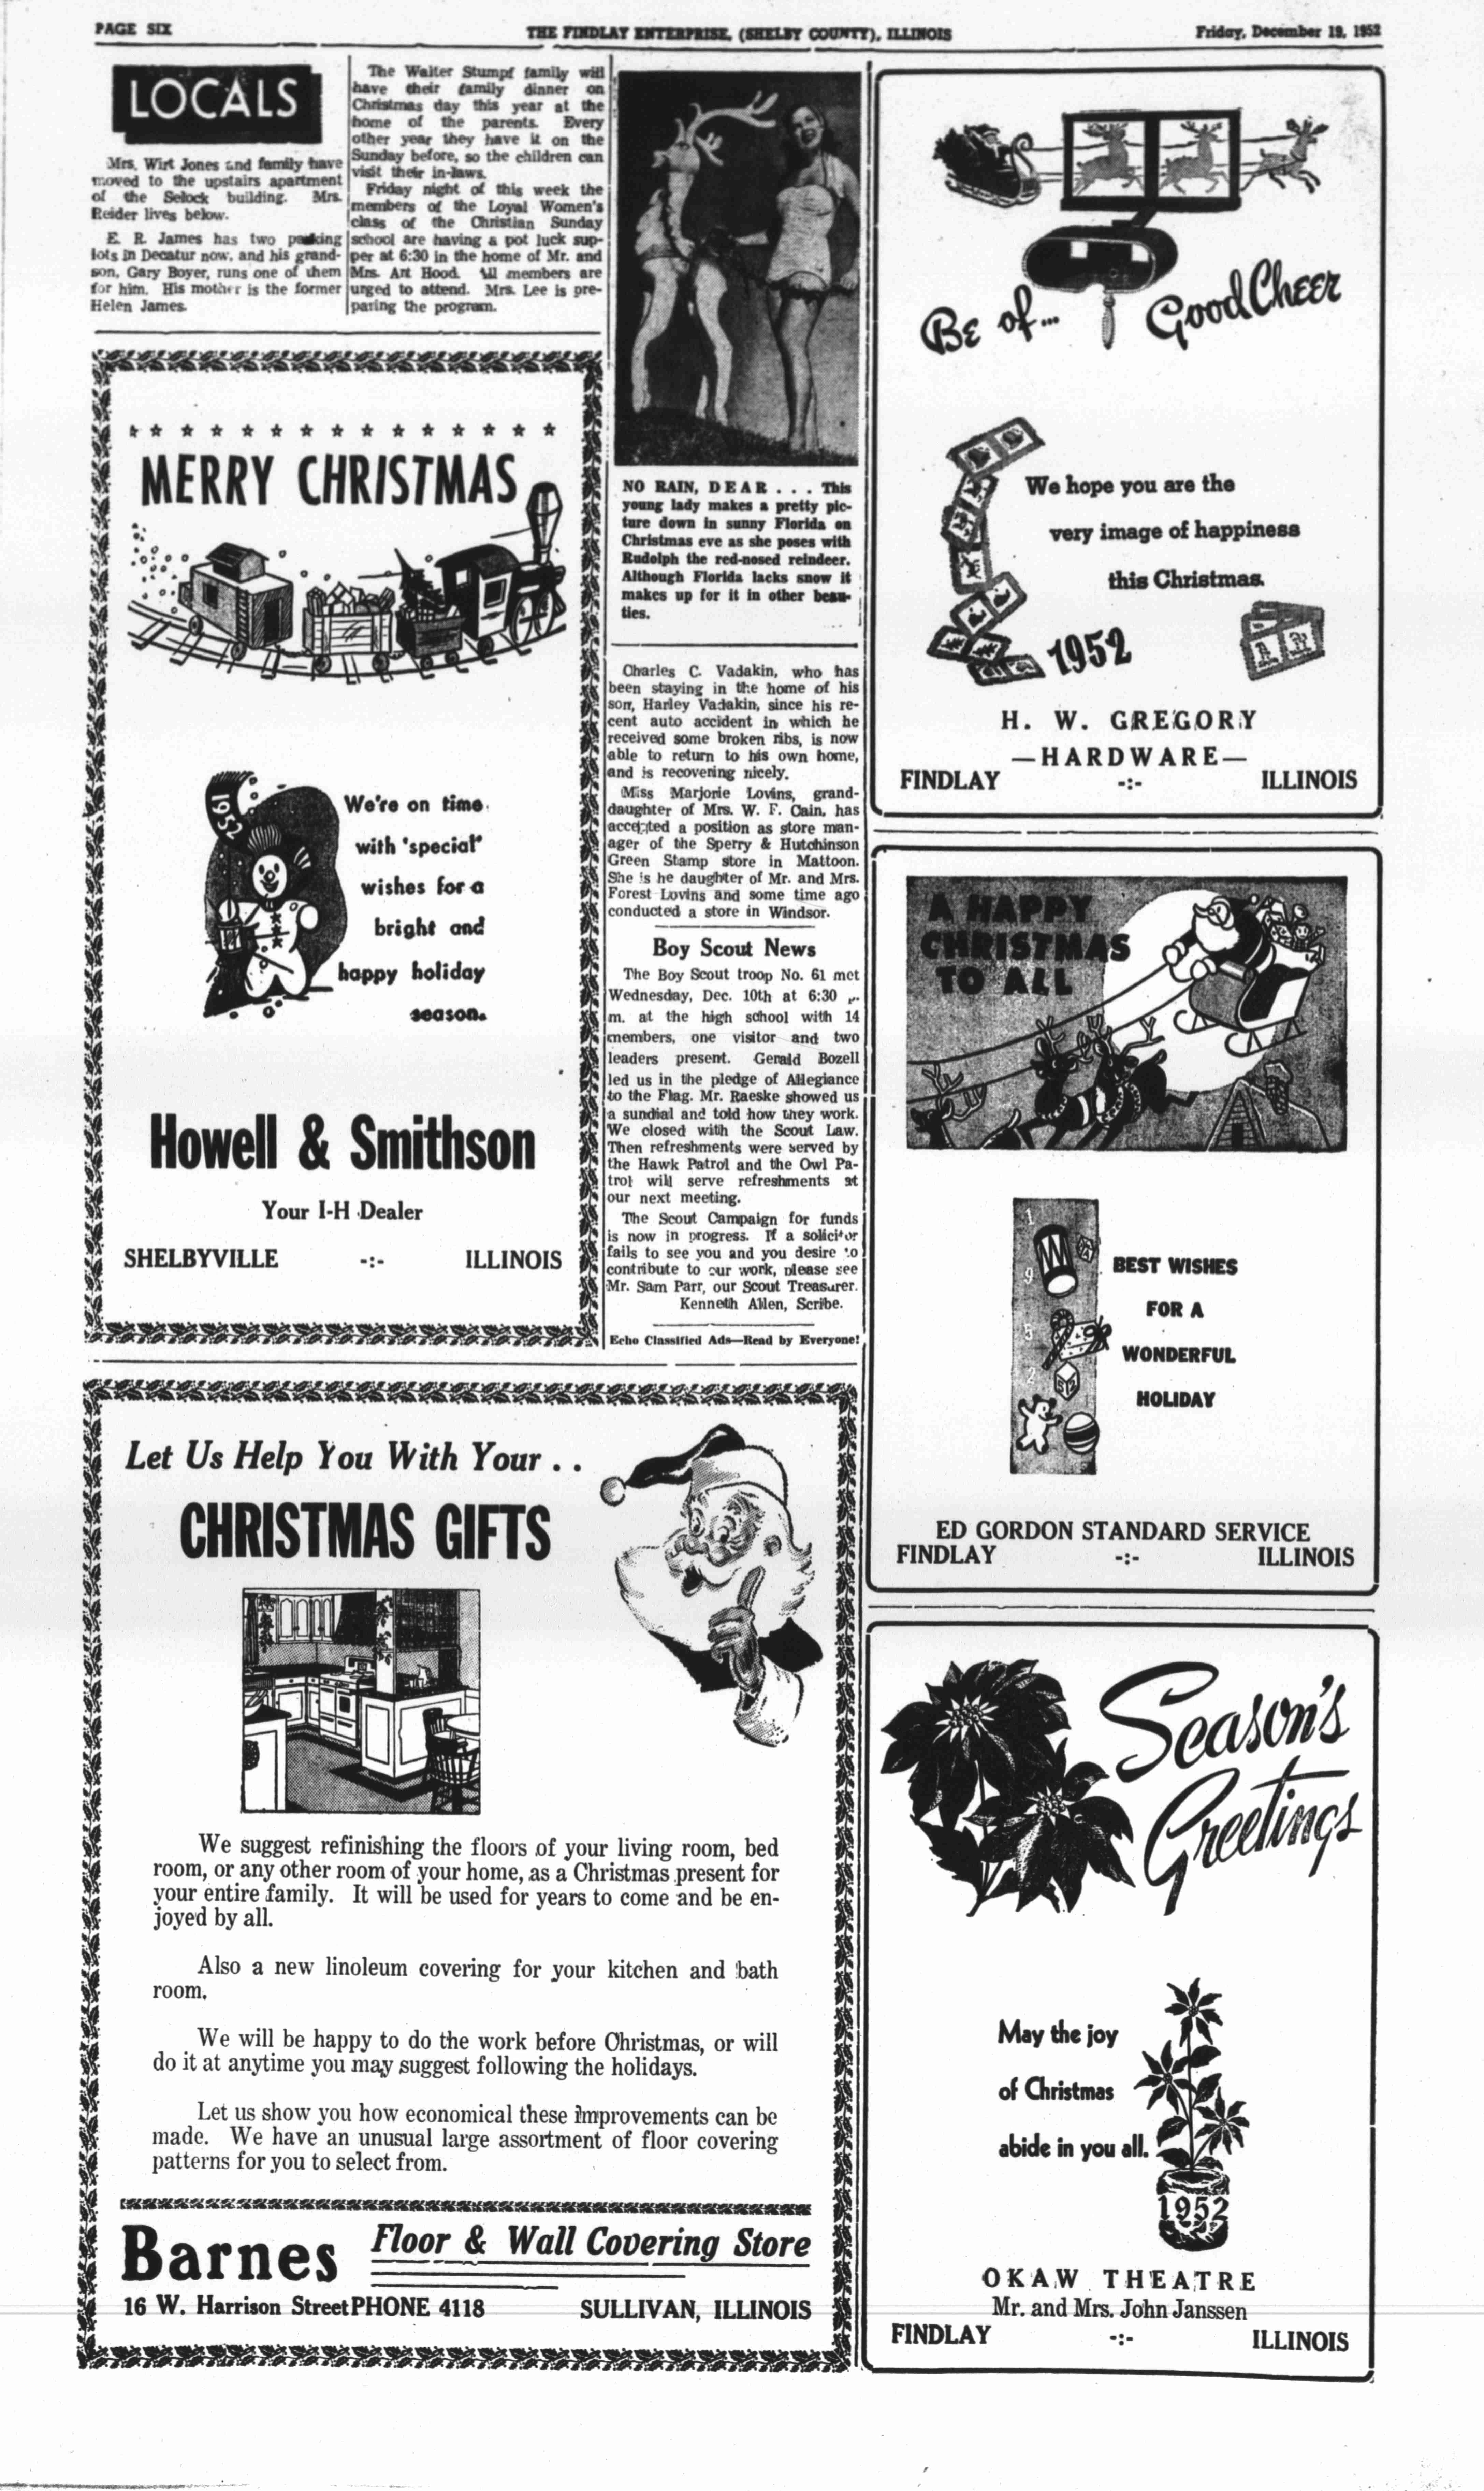 PAGE SIX
THE FINDLAY ENTERPRISE, (SHELBY COUNTY), ILLINOIS
Friday, December 19, 1952
LOCALS
Mrs. Wirt Jones and family have
moved to the upstairs apartment
of the Selock building. Mrs.
Reider lives below.
E. R. James has two parking
lots in Decatur now, and his grand-
son, Gary Boyer, runs one of them
for him. His mother is the former
Helen James.
The Walter Stumpf family will
have their family dinner on
Christmas day this year at the
home of the parents. Every
other year they have it on the
Sunday before, so the children can
visit their in-laws.
Friday night of this week the
members of the Loyal Women's
class of the Christian Sunday
school are having a pot luck sup-
per at 6:30 in the home of Mr. and
Mrs. Art Hood. All members are
urged to attend. Mrs. Lee is pre-
paring the program.
MERRY CHRISTMAS
1952
We're on time
with 'special'
wishes for a
bright and
happy holiday
season.
Howell & Smithson
Your I-H Dealer
SHELBYVILLE -:- ILLINOIS
NO RAIN, DEAR . . . This
young lady makes a pretty pic-
ture down in sunny Florida on
Christmas eve as she poses with
Rudolph the red-nosed reindeer.
Although Florida lacks snow it
makes up for it in other beau-
ties.
Charles C. Vadakin, who has
been staying in the home of his
son, Harley Vadakin, since his re-
cent auto accident in which he
received some broken ribs, is now
able to return to his own home,
and is recovering nicely.
Miss Marjorie Lovins, grand-
daughter of Mrs. W. F. Cain, has
accepted a position as store man-
ager of the Sperry & Hutchinson
Green Stamp store in Mattoon.
She is he daughter of Mr. and Mrs.
Forest Lovins and some time ago
conducted a store in Windsor.
Boy Scout News
The Boy Scout troop No. 61 met
Wednesday, Dec. 10th at 6:30 p.
m. at the high school with 14
members, one visitor and two
leaders present. Gerald Bozell
led us in the pledge of Allegiance
to the Flag. Mr. Raeske showed us
a sundial and told how they work.
We closed with the Scout Law.
Then refreshments were served by
the Hawk Patrol and the Owl Pa-
trol will serve refreshments at
our next meeting.
The Scout Campaign for funds
is now in progress. If a solicitor
fails to see you and you desire to
contribute to our work, please see
Mr. Sam Parr, our Scout Treasurer.
Kenneth Allen, Scribe.
Echo Classified Ads—Read by Everyone!
Let Us Help You With Your . .
CHRISTMAS GIFTS
We suggest refinishing the floors of your living room, bed
room, or any other room of your home, as a Christmas present for
your entire family. It will be used for years to come and be en-
joyed by all.
Also a new linoleum covering for your kitchen and bath
room.
We will be happy to do the work before Christmas, or will
do it at anytime you may suggest following the holidays.
Let us show you how economical these improvements can be
made. We have an unusual large assortment of floor covering
patterns for you to select from.
Barnes Floor & Wall Covering Store
16 W. Harrison Street PHONE 4118 SULLIVAN, ILLINOIS
Be of... Good Cheer
We hope you are the
very image of happiness
this Christmas.
1952
H. W. GREGORY
—HARDWARE—
FINDLAY -:- ILLINOIS
A HAPPY
CHRISTMAS
TO ALL
1
9
5
2
BEST WISHES
FOR A
WONDERFUL
HOLIDAY
ED GORDON STANDARD SERVICE
FINDLAY -:- ILLINOIS
Season's
Greetings
May the joy
of Christmas
abide in you all.
1952
OKAW THEATRE
Mr. and Mrs. John Janssen
FINDLAY -:- ILLINOIS